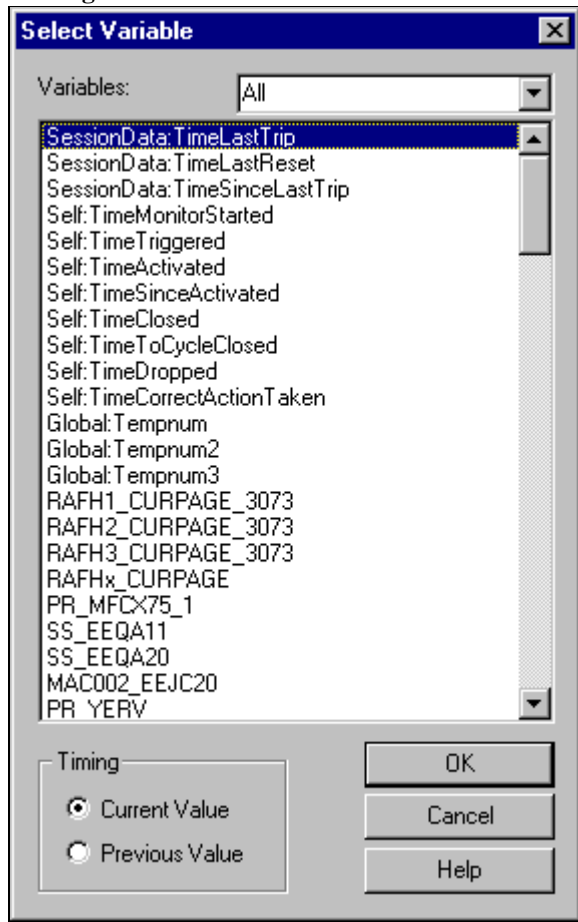 Select Variable
Variables: All
SessionData:TimeLastTrip
SessionData:TimeLastReset
SessionData:TimeSinceLastTrip
Self:TimeMonitorStarted
Self:TimeTriggered
Self:TimeActivated
Self:TimeSinceActivated
Self:TimeClosed
Self:TimeToCycleClosed
Self:TimeDropped
Self:TimeCorrectActionTaken
Global:Tempnum
Global:Tempnum2
Global:Tempnum3
RAFH1_CURPAGE_3073
RAFH2_CURPAGE_3073
RAFH3_CURPAGE_3073
RAFHx_CURPAGE
PR_MFCX75_1
SS_EEQA11
SS_EEQA20
MAC002_EEJC20
PR_YERV
Timing
Current Value
Previous Value
OK
Cancel
Help